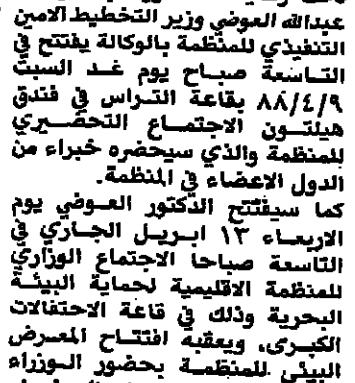 عبدالله العوضي وزير التخطيط الامين
التنفيذي للمنظمة بالوكالة يفتتح في
التاسعة صباح يوم غد السبت
٨٨/٤/٩ بقاعة التراس في فندق
هيلتون الاجتماع التحضيري
للمنظمة والذي سيحضره خبراء من
الدول الاعضاء في المنظمة.
كما سيفتتح الدكتور العوضي يوم
الاربعاء ١٣ ابريل الجاري في
التاسعة صباحا الاجتماع الوزاري
للمنظمة الاقليمية لحماية البيئة
البحرية وذلك في قاعة الاحتفالات
الكبرى، ويعقبه افتتاح المعرض
البيئي للمنظمة بحضور الوزراء